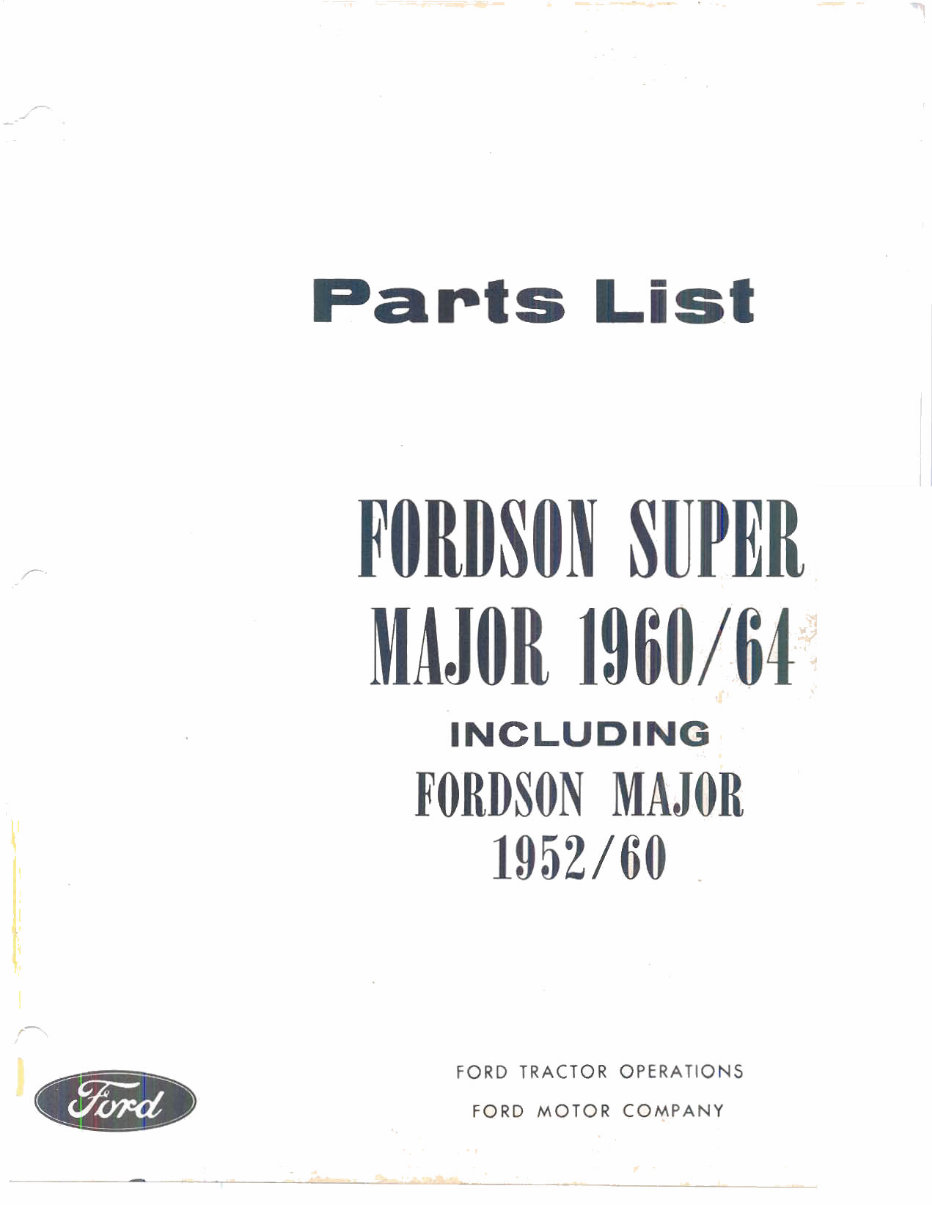 Parts List
FORDSON SUPER
MAJOR 1960/64
INCLUDING
FORDSON MAJOR
1952/60
FORD TRACTOR OPERATIONS
FORD MOTOR COMPANY
Ford